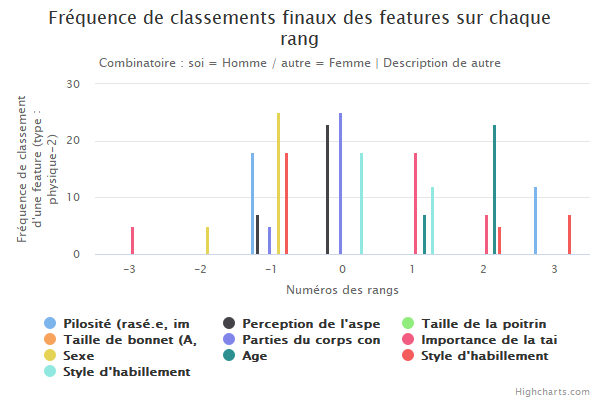 Fréquence de classements finaux des features sur chaque
rang
Combinatoire : soi = Homme / autre = Femme | Description de autre
Fréquence de classement
d'une feature (type :
physique-2)
30
20
10
0
-3
-2
-1
0
1
2
3
Numéros des rangs
Pilosité (rasé.e, im
Perception de l'aspe
Taille de la poitrin
Taille de bonnet (A,
Parties du corps con
Importance de la tai
Sexe
Age
Style d'habillement
Style d'habillement
Highcharts.com